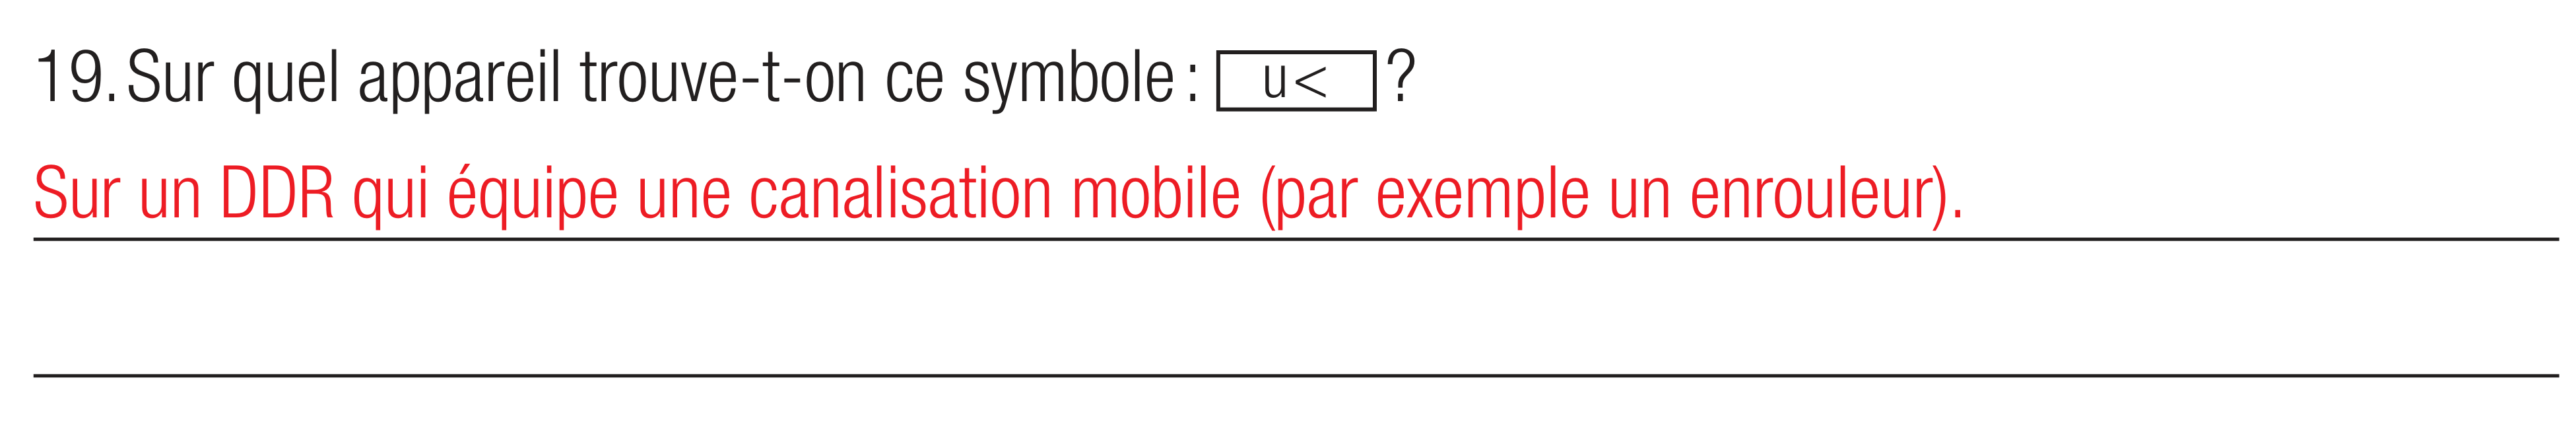 19. Sur quel appareil trouve-t-on ce symbole : u< ?
Sur un DDR qui équipe une canalisation mobile (par exemple un enrouleur).